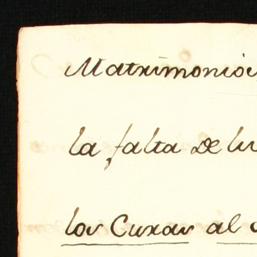 Matrimonio
la falta de
los Curas al